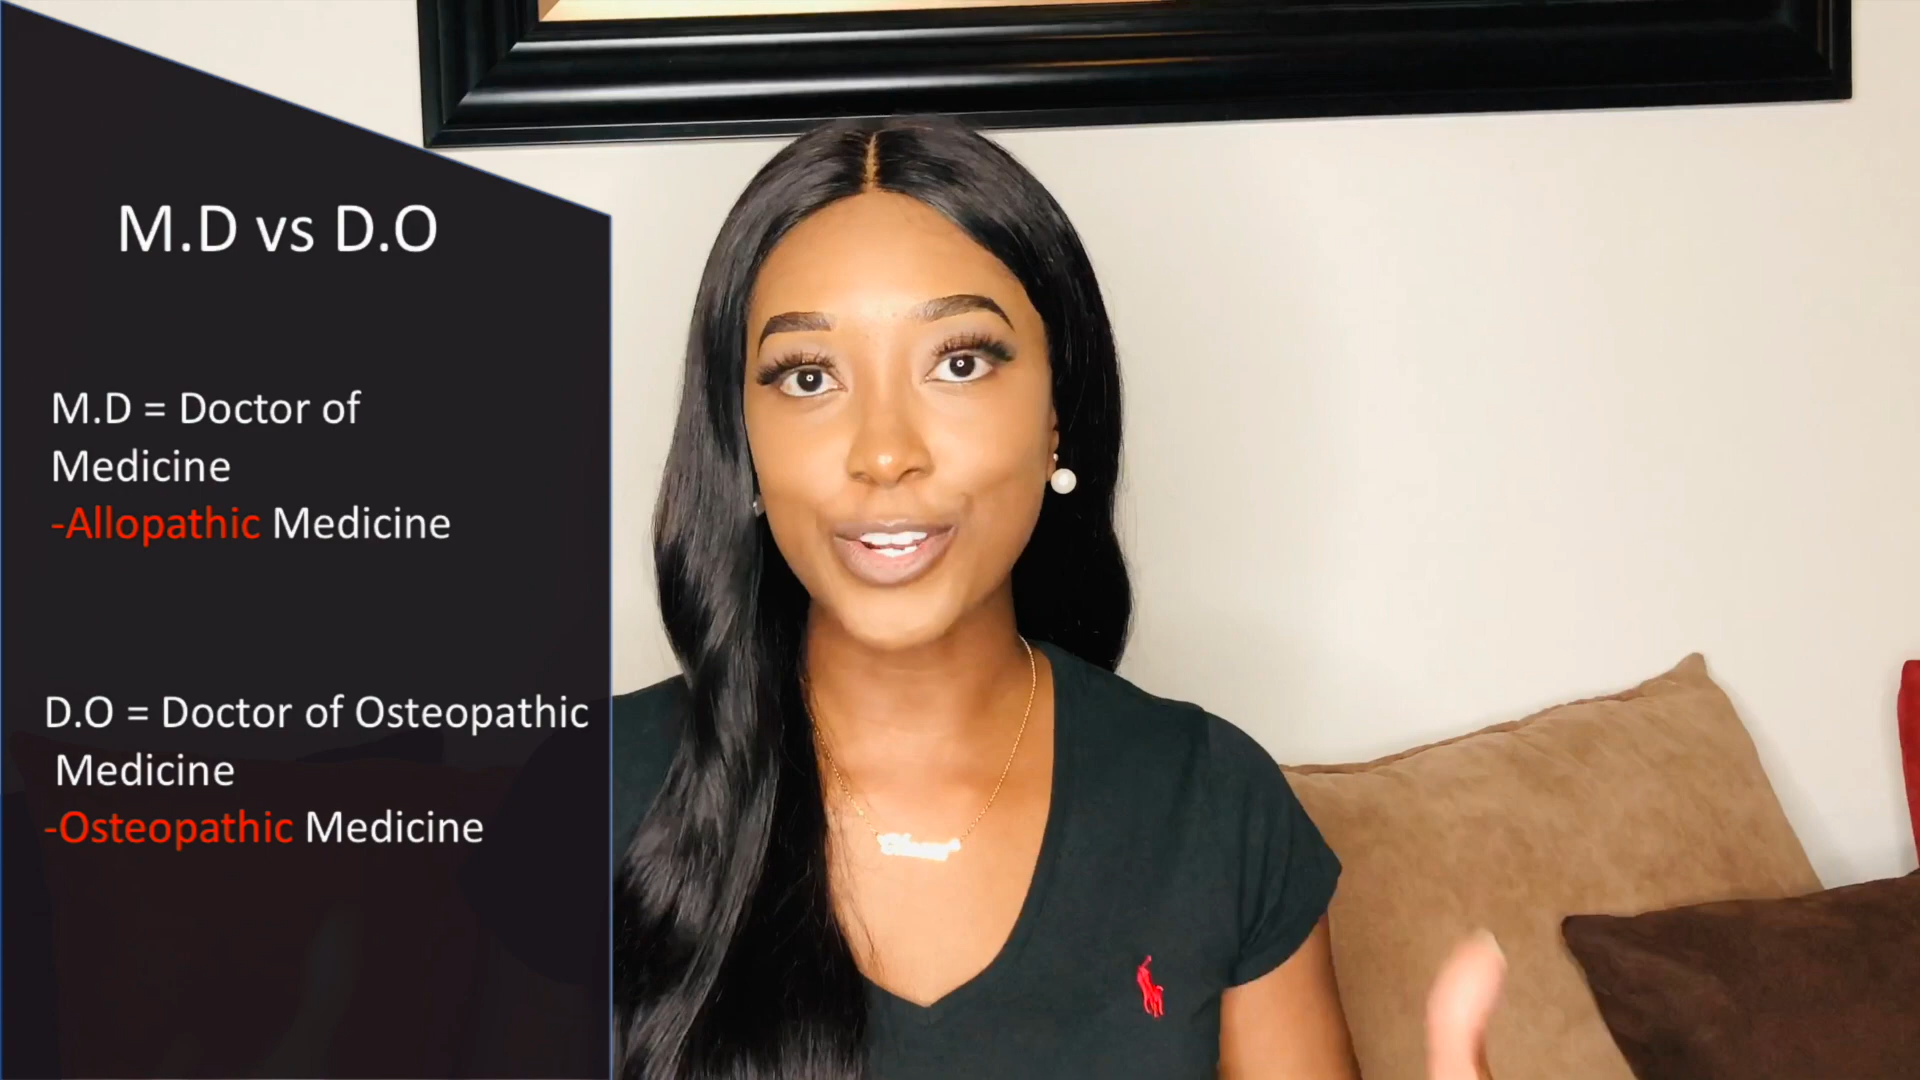 M.D vs D.O
M.D = Doctor of
Medicine
-Allopathic Medicine
D.O = Doctor of Osteopathic
Medicine
-Osteopathic Medicine